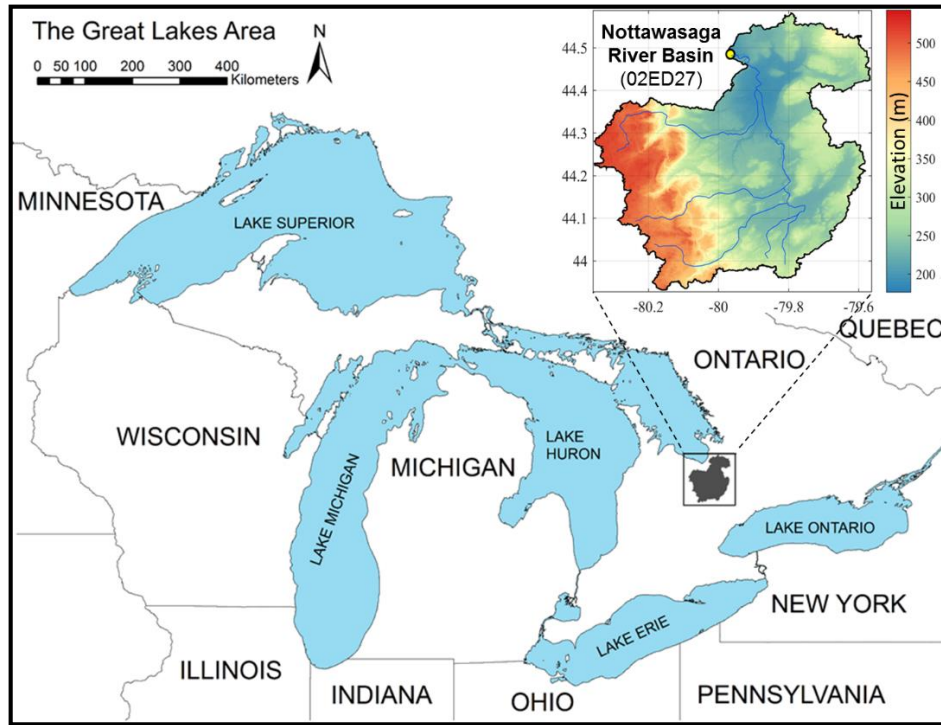 The Great Lakes Area
N
0 50 100 200 300 400
Kilometers
Nottawasaga
River Basin
(02ED27)
44.5
44.4
44.3
44.2
44.1
44
-80.2
-80
-79.8
-79.6
500
450
400
350
300
250
200
Elevation (m)
MINNESOTA
LAKE SUPERIOR
ONTARIO
QUEBEC
WISCONSIN
MICHIGAN
LAKE
HURON
LAKE MICHIGAN
LAKE ONTARIO
NEW YORK
LAKE ERIE
ILLINOIS
INDIANA
OHIO
PENNSYLVANIA